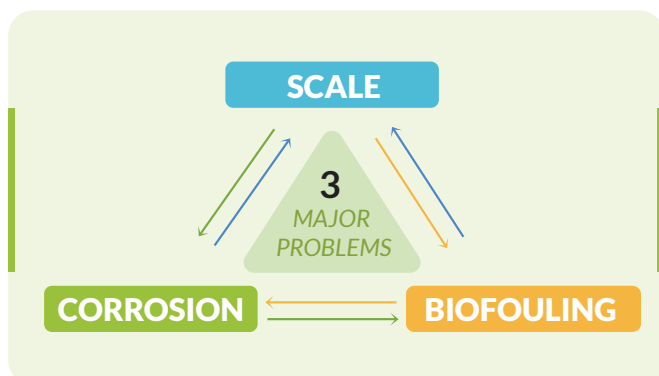 SCALE
3
MAJOR
PROBLEMS
CORROSION
BIOFOULING